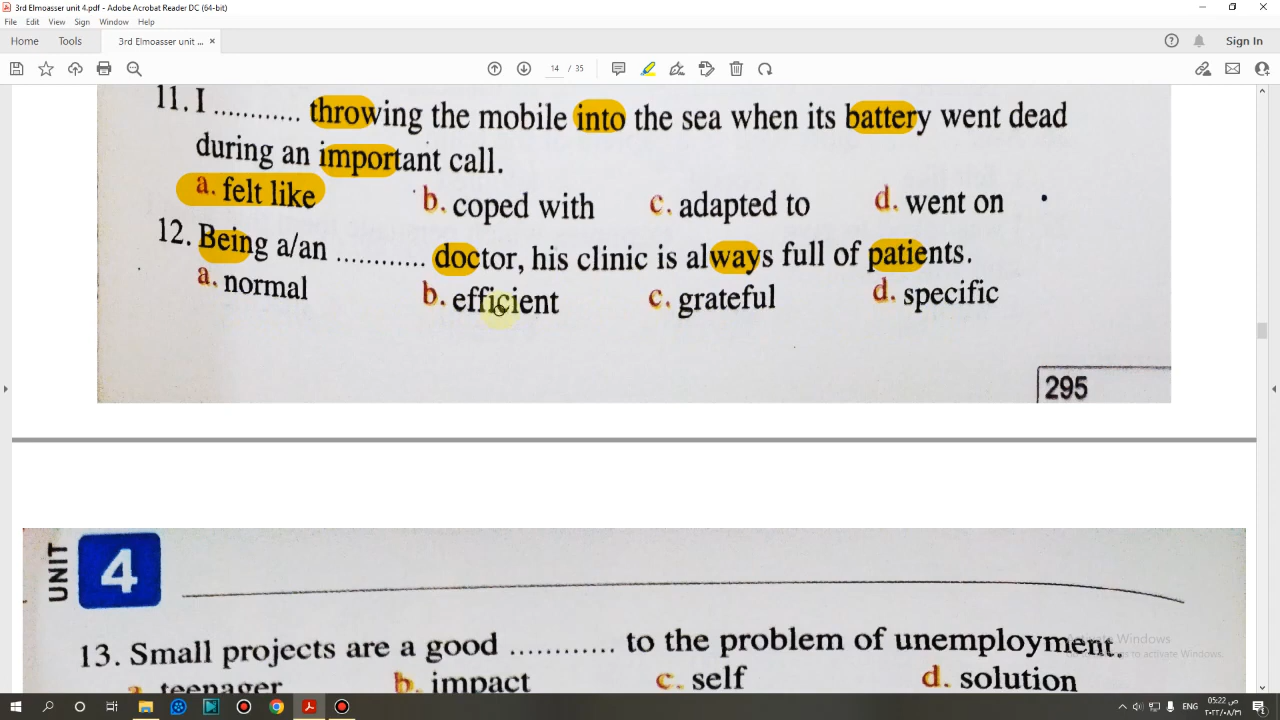 3rd Elmoasser unit 4.pdf - Adobe Acrobat Reader DC (64-bit)
File Edit View Sign Window Help
Home Tools 3rd Elmoasser unit ... × Sign In
14 / 35
11. I ............ throwing the mobile into the sea when its battery went dead
during an important call.
a. felt like b. coped with c. adapted to d. went on
12. Being a/an ............ doctor, his clinic is always full of patients.
a. normal b. efficient c. grateful d. specific
295
UNIT 4
13. Small projects are a good ............ to the problem of unemployment.
Activate Windows
a. teenager b. impact c. self d. solution
ENG 05:22 ص
٢٠٢٢/٠٨/٣١